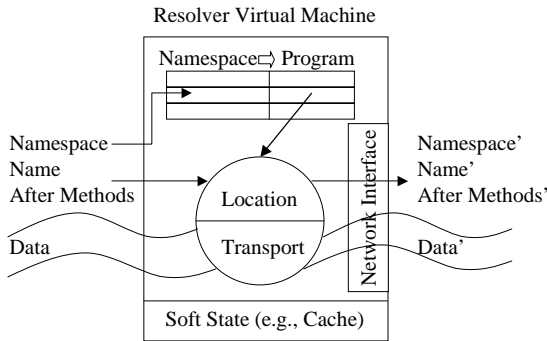 Resolver Virtual Machine
Namespace⇨ Program
Namespace
Name
After Methods
Data
Location
Transport
Network Interface
Namespace’
Name’
After Methods’
Data’
Soft State (e.g., Cache)